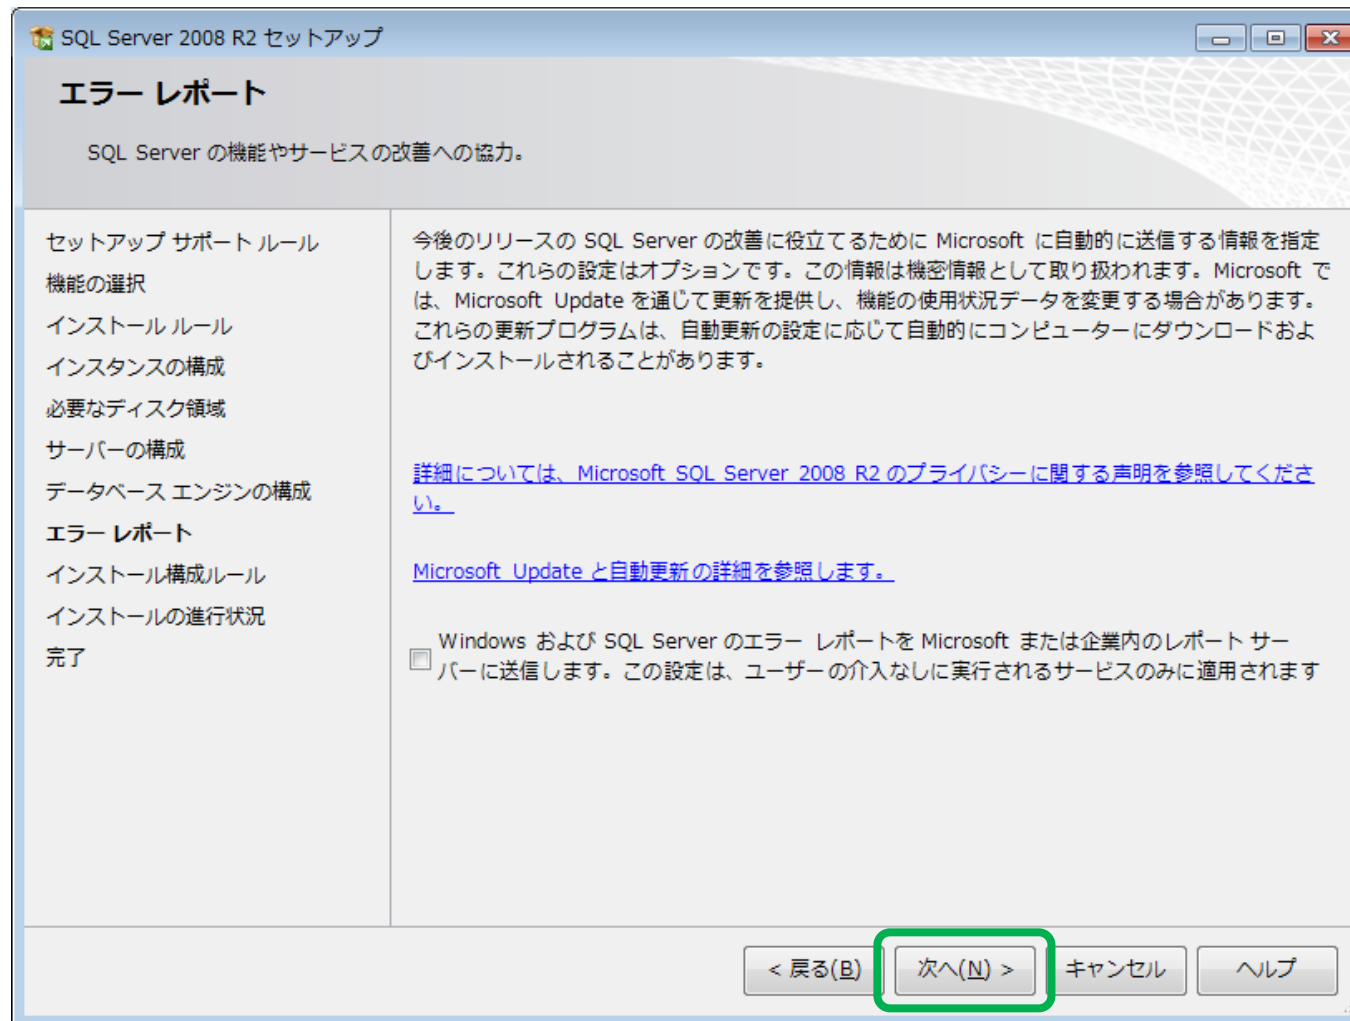 SQL Server 2008 R2 セットアップ
エラー レポート
SQL Server の機能やサービスの改善への協力。
セットアップ サポート ルール
機能の選択
インストール ルール
インスタンスの構成
必要なディスク領域
サーバーの構成
データベース エンジンの構成
エラー レポート
インストール構成ルール
インストールの進行状況
完了
今後のリリースの SQL Server の改善に役立てるために Microsoft に自動的に送信する情報を指定
します。これらの設定はオプションです。この情報は機密情報として取り扱われます。Microsoft で
は、Microsoft Update を通じて更新を提供し、機能の使用状況データを変更する場合があります。
これらの更新プログラムは、自動更新の設定に応じて自動的にコンピューターにダウンロードおよ
びインストールされることがあります。
詳細については、Microsoft SQL Server 2008 R2 のプライバシーに関する声明を参照してくださ
い。
Microsoft Update と自動更新の詳細を参照します。
Windows および SQL Server のエラー レポートを Microsoft または企業内のレポート サー
バーに送信します。この設定は、ユーザーの介入なしに実行されるサービスのみに適用されます
< 戻る(B)
次へ(N) >
キャンセル
ヘルプ